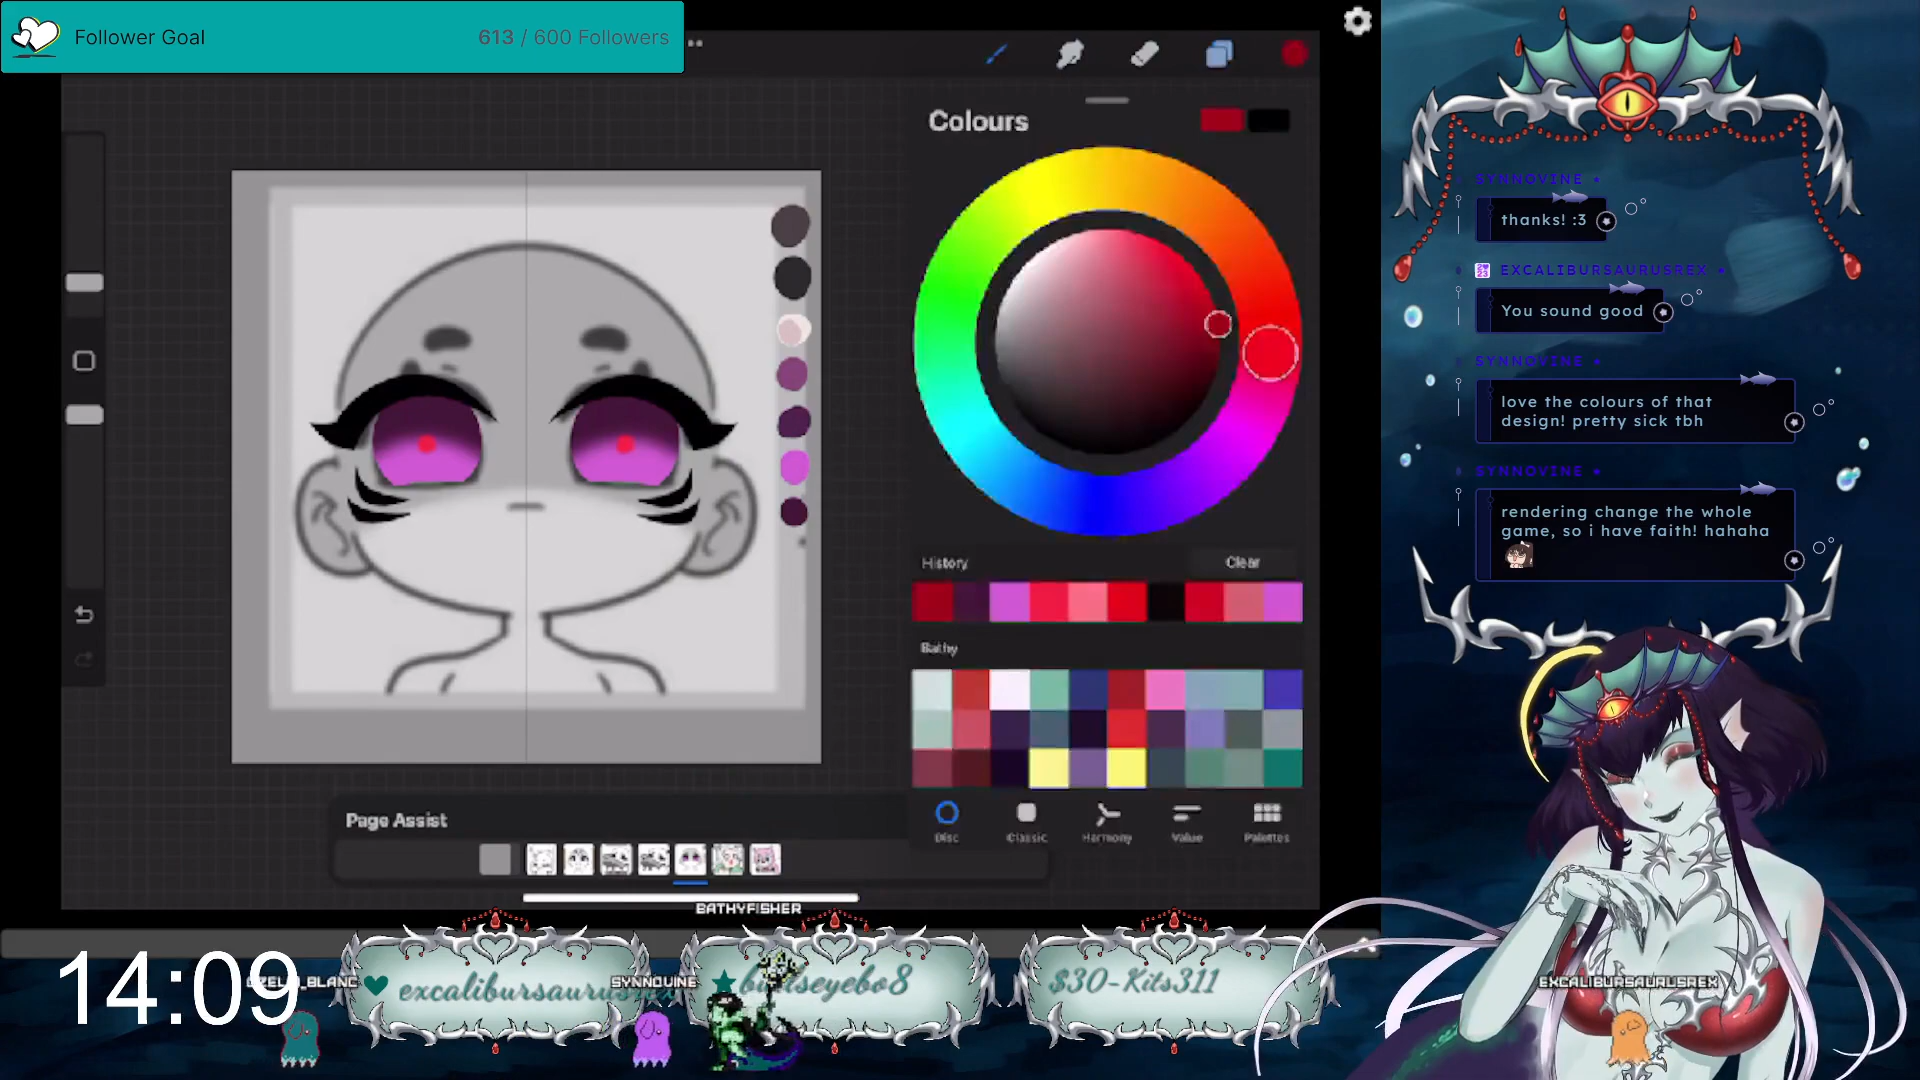 Follower Goal
613 / 600 Followers
Colours
History
Clear
Bathy
Disc
Classic
Harmony
Value
Palettes
Page Assist
BATHYFISHER
SYNNOVINE
thanks! :3
EXCALIBURSAURUSREX
You sound good
SYNNOVINE
love the colours of that
design! pretty sick tbh
SYNNOVINE
rendering change the whole
game, so i have faith! hahaha
14:09
excalibursaurusrex
SYNNOVINE
$30-Kits311
EXCALIBURSAURUSREX